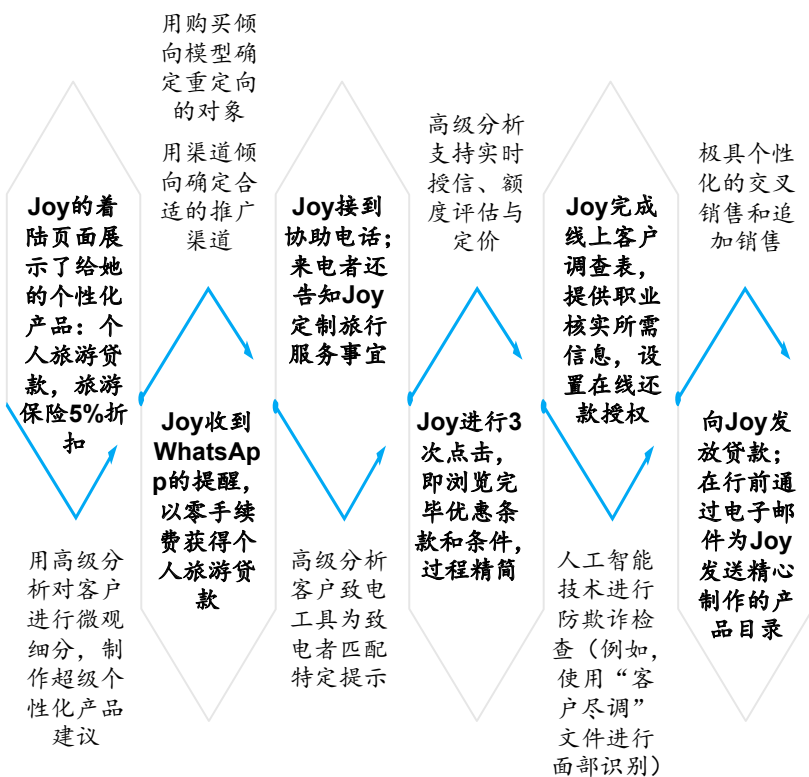 Joy的着
陆页面展
示了给她
的个性化
产品：个
人旅游贷
款，旅游
保险5%折
扣
用高级分
析对客户
进行微观
细分，制
作超级个
性化产品
建议
用购买倾
向模型确
定重定向
的对象
用渠道倾
向确定合
适的推广
渠道
Joy收到
WhatsAp
p的提醒，
以零手续
费获得个
人旅游贷
款
Joy接到
协助电话；
来电者还
告知Joy
定制旅行
服务事宜
高级分析
客户致电
工具为致
电者匹配
特定提示
高级分析
支持实时
授信、额
度评估与
定价
Joy进行3
次点击，
即浏览完
毕优惠条
款和条件，
过程精简
Joy完成
线上客户
调查表，
提供职业
核实所需
信息，设
置在线还
款授权
人工智能
技术进行
防欺诈检
查（例如，
使用“客
户尽调”
文件进行
面部识别）
极具个性
化的交叉
销售和追
加销售
向Joy发
放贷款；
在行前通
过电子邮
件为Joy
发送精心
制作的产
品目录